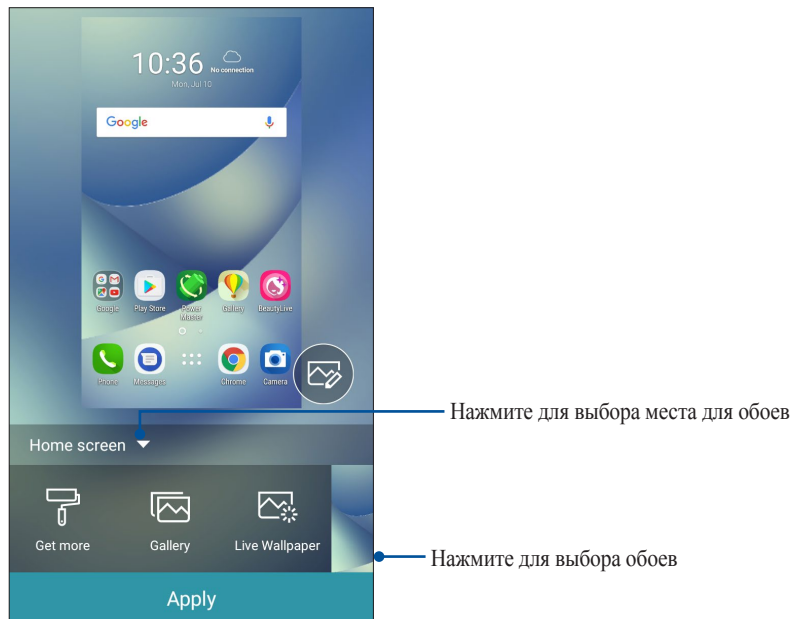 10:36
No connection
Mon, Jul 10
Google
Google
Play Store
Power
Master
Gallery
BeautyLive
Phone
Messages
Chrome
Camera
Нажмите для выбора места для обоев
Home screen
Get more
Gallery
Live Wallpaper
Нажмите для выбора обоев
Apply